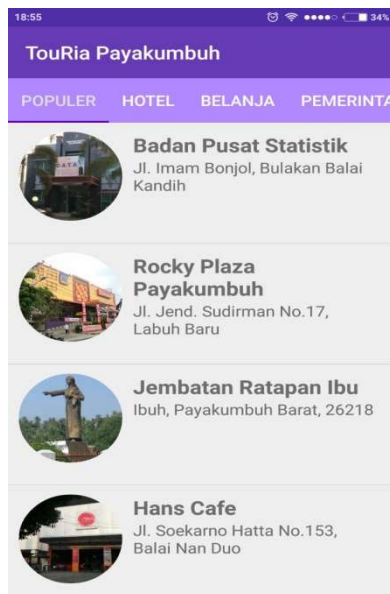 18:55
34%
TouRia Payakumbuh
POPULER HOTEL BELANJA PEMERINTA
DATA
Badan Pusat Statistik
Jl. Imam Bonjol, Bulakan Balai
Kandih
Rocky Plaza
Payakumbuh
Jl. Jend. Sudirman No.17,
Labuh Baru
Jembatan Ratapan Ibu
Ibuh, Payakumbuh Barat, 26218
Hans Cafe
Jl. Soekarno Hatta No.153,
Balai Nan Duo